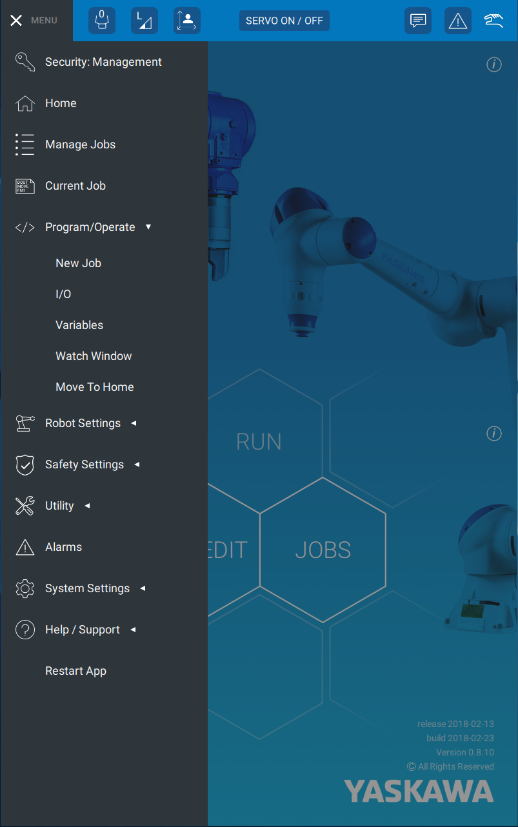 MENU
0
L
SERVO ON / OFF
Security: Management
Home
Manage Jobs
Current Job
Program/Operate
New Job
I/O
Variables
Watch Window
Move To Home
Robot Settings
Safety Settings
Utility
Alarms
System Settings
Help / Support
Restart App
YASKAWA
RUN
EDIT
JOBS
release 2018-02-13
build 2018-02-23
Version 0.8.10
© All Rights Reserved
YASKAWA